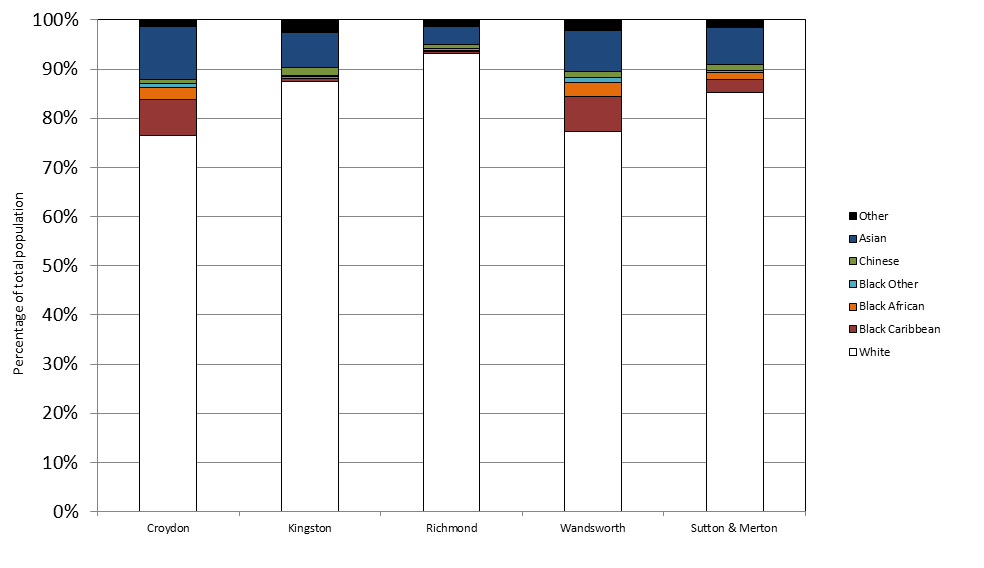 100%
90%
80%
70%
60%
50%
40%
30%
20%
10%
0%
Percentage of total population
Croydon
Kingston
Richmond
Wandsworth
Sutton & Merton
Other
Asian
Chinese
Black Other
Black African
Black Caribbean
White